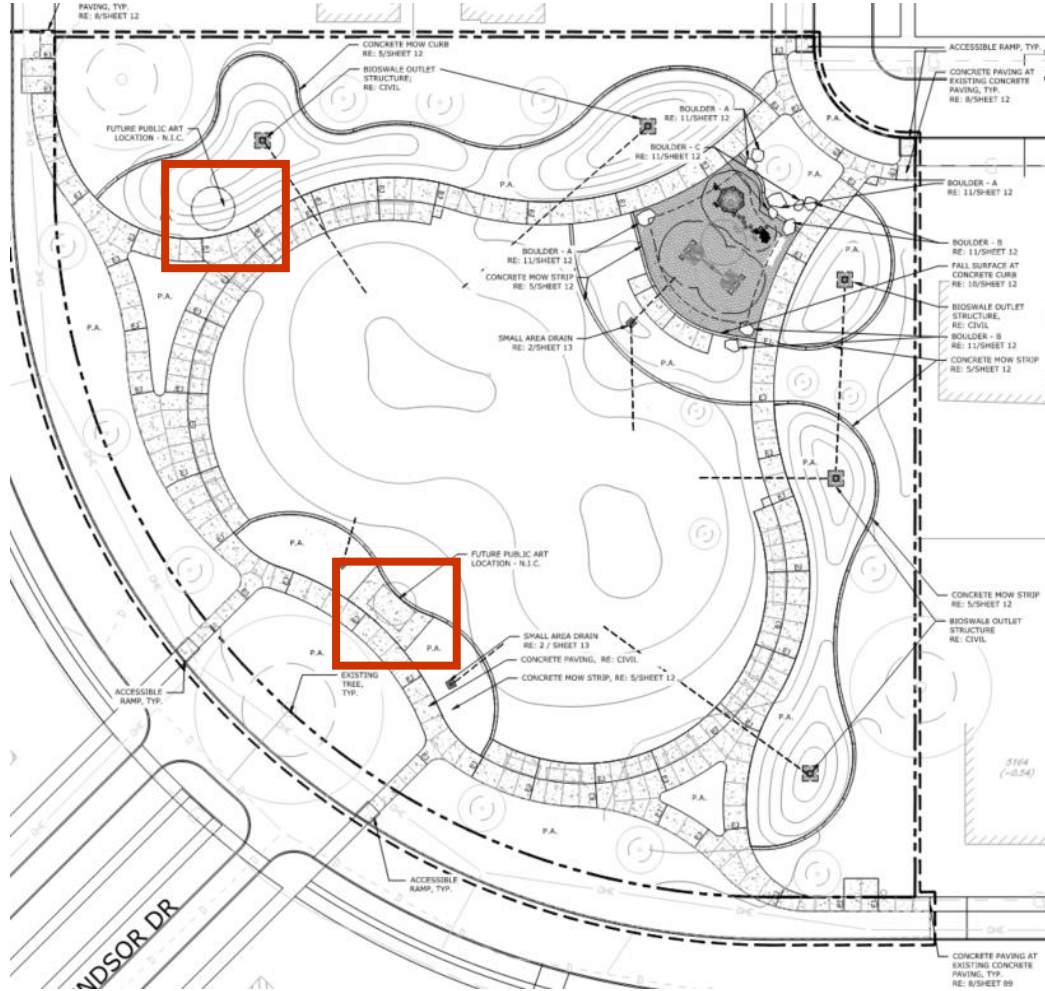 PAVING, TYP.
RE: 8/SHEET 12
CONCRETE MOW CURB
RE: 5/SHEET 12
BIOSWALE OUTLET
STRUCTURE;
RE: CIVIL
FUTURE PUBLIC ART
LOCATION - N.I.C.
BOULDER - A
RE: 11/SHEET 12
BOULDER - C
RE: 11/SHEET 12
ACCESSIBLE RAMP, TYP.
CONCRETE PAVING AT
EXISTING CONCRETE
PAVING, TYP.
RE: 8/SHEET 12
P.A.
P.A.
P.A.
BOULDER - A
RE: 11/SHEET 12
BOULDER - A
RE: 11/SHEET 12
CONCRETE MOW STRIP
RE: 5/SHEET 12
BOULDER - B
RE: 11/SHEET 12
FALL SURFACE AT
CONCRETE CURB
RE: 10/SHEET 12
P.A.
P.A.
P.A.
BIOSWALE OUTLET
STRUCTURE,
RE: CIVIL
BOULDER - B
RE: 11/SHEET 12
CONCRETE MOW STRIP
RE: 5/SHEET 12
SMALL AREA DRAIN
RE: 2/SHEET 13
P.A.
P.A.
P.A.
FUTURE PUBLIC ART
LOCATION - N.I.C.
CONCRETE MOW STRIP
RE: 5/SHEET 12
BIOSWALE OUTLET
STRUCTURE
RE: CIVIL
SMALL AREA DRAIN
RE: 2 / SHEET 13
CONCRETE PAVING, RE: CIVIL
CONCRETE MOW STRIP, RE: 5/SHEET 12
P.A.
P.A.
EXISTING
TREE,
TYP.
ACCESSIBLE
RAMP, TYP.
P.A.
5164
(-0.54)
P.A.
P.A.
ACCESSIBLE
RAMP, TYP.
OHE
NDSOR DR
CONCRETE PAVING AT
EXISTING CONCRETE
PAVING, TYP.
RE: 8/SHEET 89